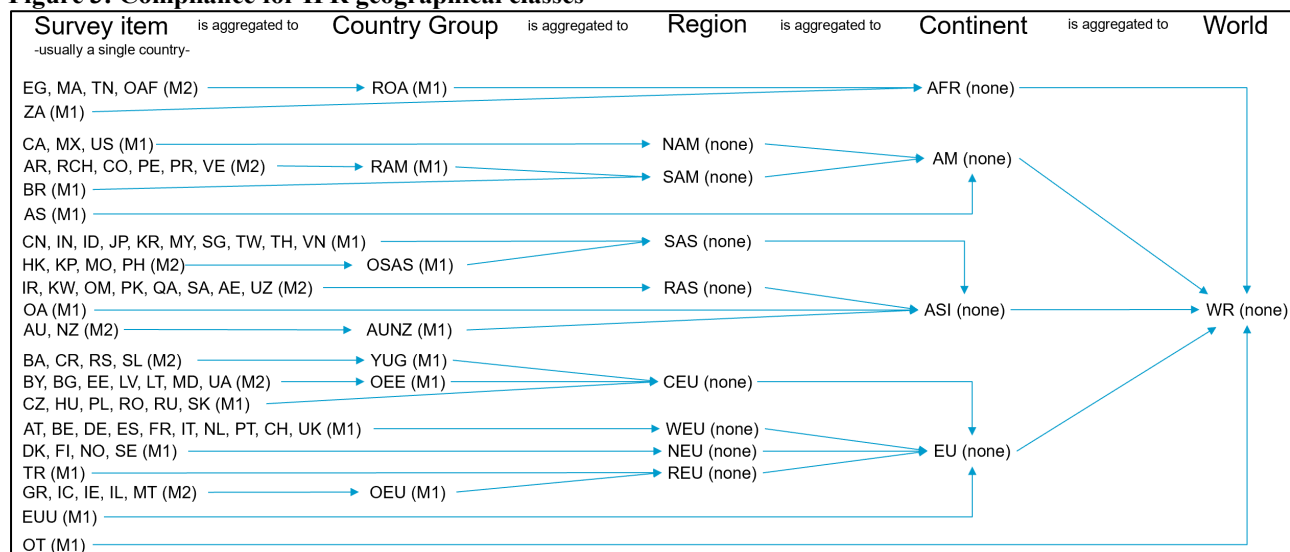 Figure 3: Compliance for IFR geographical classes
Survey item is aggregated to Country Group is aggregated to Region is aggregated to Continent is aggregated to World
-usually a single country-
EG, MA, TN, OAF (M2) ROA (M1) AFR (none)
ZA (M1)
CA, MX, US (M1) NAM (none)
AR, RCH, CO, PE, PR, VE (M2) RAM (M1) AM (none)
SAM (none)
BR (M1)
AS (M1)
CN, IN, ID, JP, KR, MY, SG, TW, TH, VN (M1) SAS (none)
HK, KP, MO, PH (M2) OSAS (M1)
IR, KW, OM, PK, QA, SA, AE, UZ (M2) RAS (none)
OA (M1) ASI (none) WR (none)
AU, NZ (M2) AUNZ (M1)
BA, CR, RS, SL (M2) YUG (M1)
BY, BG, EE, LV, LT, MD, UA (M2) OEE (M1) CEU (none)
CZ, HU, PL, RO, RU, SK (M1)
AT, BE, DE, ES, FR, IT, NL, PT, CH, UK (M1) WEU (none)
DK, FI, NO, SE (M1) NEU (none) EU (none)
TR (M1) REU (none)
GR, IC, IE, IL, MT (M2) OEU (M1)
EUU (M1)
OT (M1)